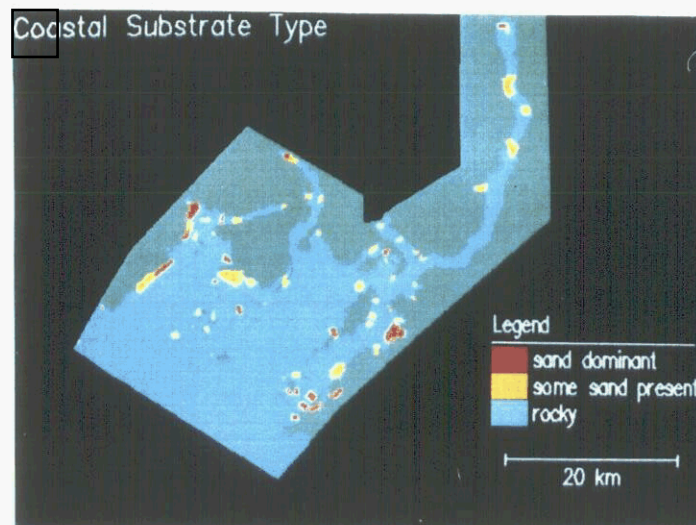 Coastal Substrate Type
Legend
sand dominant
some sand present
rocky
20 km